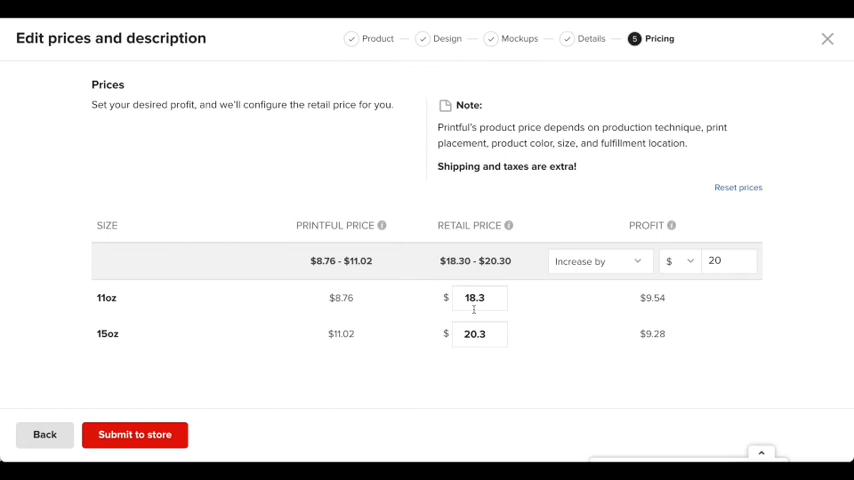 Edit prices and description
Product
Design
Mockups
Details
5 Pricing
Prices
Set your desired profit, and we'll configure the retail price for you.
Note:
Printful's product price depends on production technique, print
placement, product color, size, and fulfillment location.
Shipping and taxes are extra!
Reset prices
SIZE PRINTFUL PRICE RETAIL PRICE PROFIT
$8.76 - $11.02 $18.30 - $20.30 Increase by $ 20
11oz $8.76 $ 18.3 $9.54
15oz $11.02 $ 20.3 $9.28
Back Submit to store